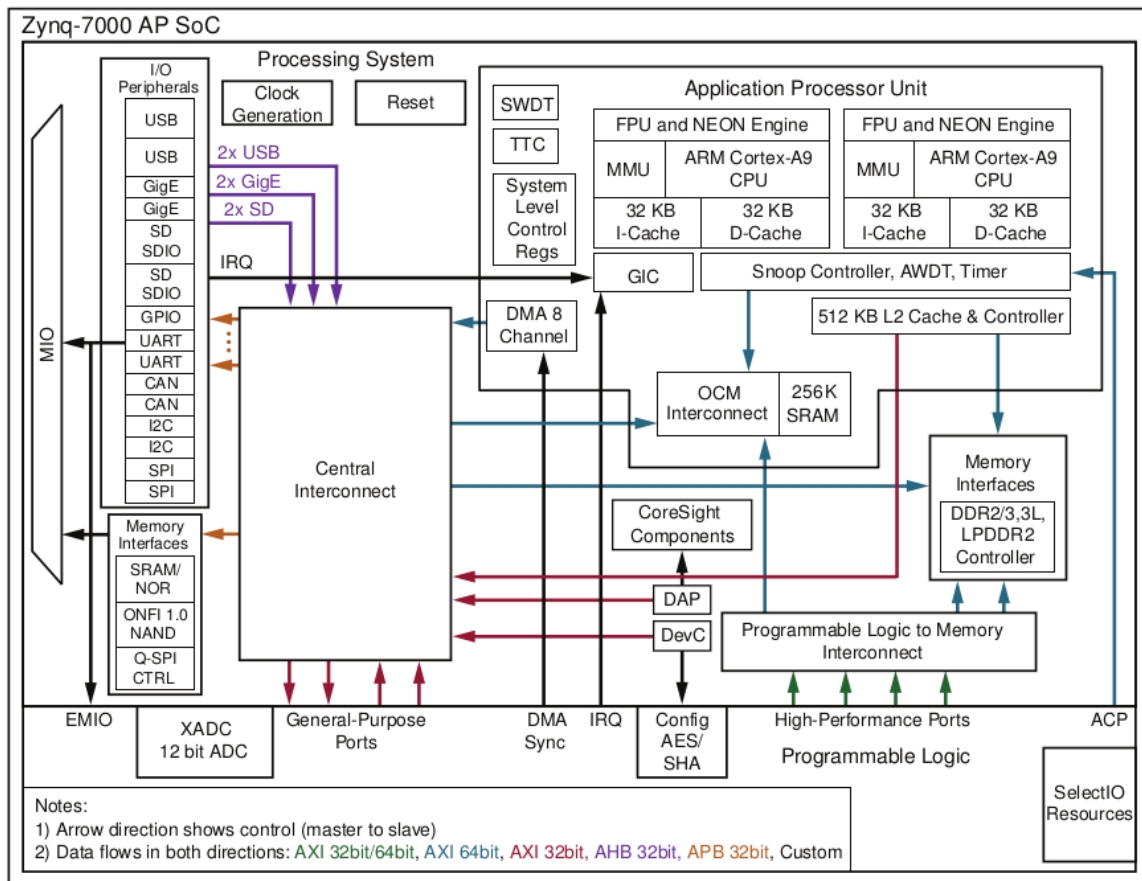 Zynq-7000 AP SoC
Processing System
I/O
Peripherals
USB
USB
GigE
GigE
SD
SDIO
SD
SDIO
GPIO
UART
UART
CAN
CAN
I2C
I2C
SPI
SPI
MIO
Clock
Generation
Reset
2x USB
2x GigE
2x SD
IRQ
Application Processor Unit
SWDT
TTC
System
Level
Control
Regs
FPU and NEON Engine
MMU
ARM Cortex-A9
CPU
32 KB
I-Cache
32 KB
D-Cache
FPU and NEON Engine
MMU
ARM Cortex-A9
CPU
32 KB
I-Cache
32 KB
D-Cache
GIC
Snoop Controller, AWDT, Timer
DMA 8
Channel
512 KB L2 Cache & Controller
OCM
Interconnect
256K
SRAM
Central
Interconnect
Memory
Interfaces
DDR2/3,3L,
LPDDR2
Controller
CoreSight
Components
Memory
Interfaces
SRAM/
NOR
ONFI 1.0
NAND
Q-SPI
CTRL
DAP
DevC
Programmable Logic to Memory
Interconnect
EMIO
XADC
12 bit ADC
General-Purpose
Ports
DMA
Sync
IRQ
Config
AES/
SHA
High-Performance Ports
ACP
Programmable Logic
SelectIO
Resources
Notes:
1) Arrow direction shows control (master to slave)
2) Data flows in both directions: AXI 32bit/64bit, AXI 64bit, AXI 32bit, AHB 32bit, APB 32bit, Custom